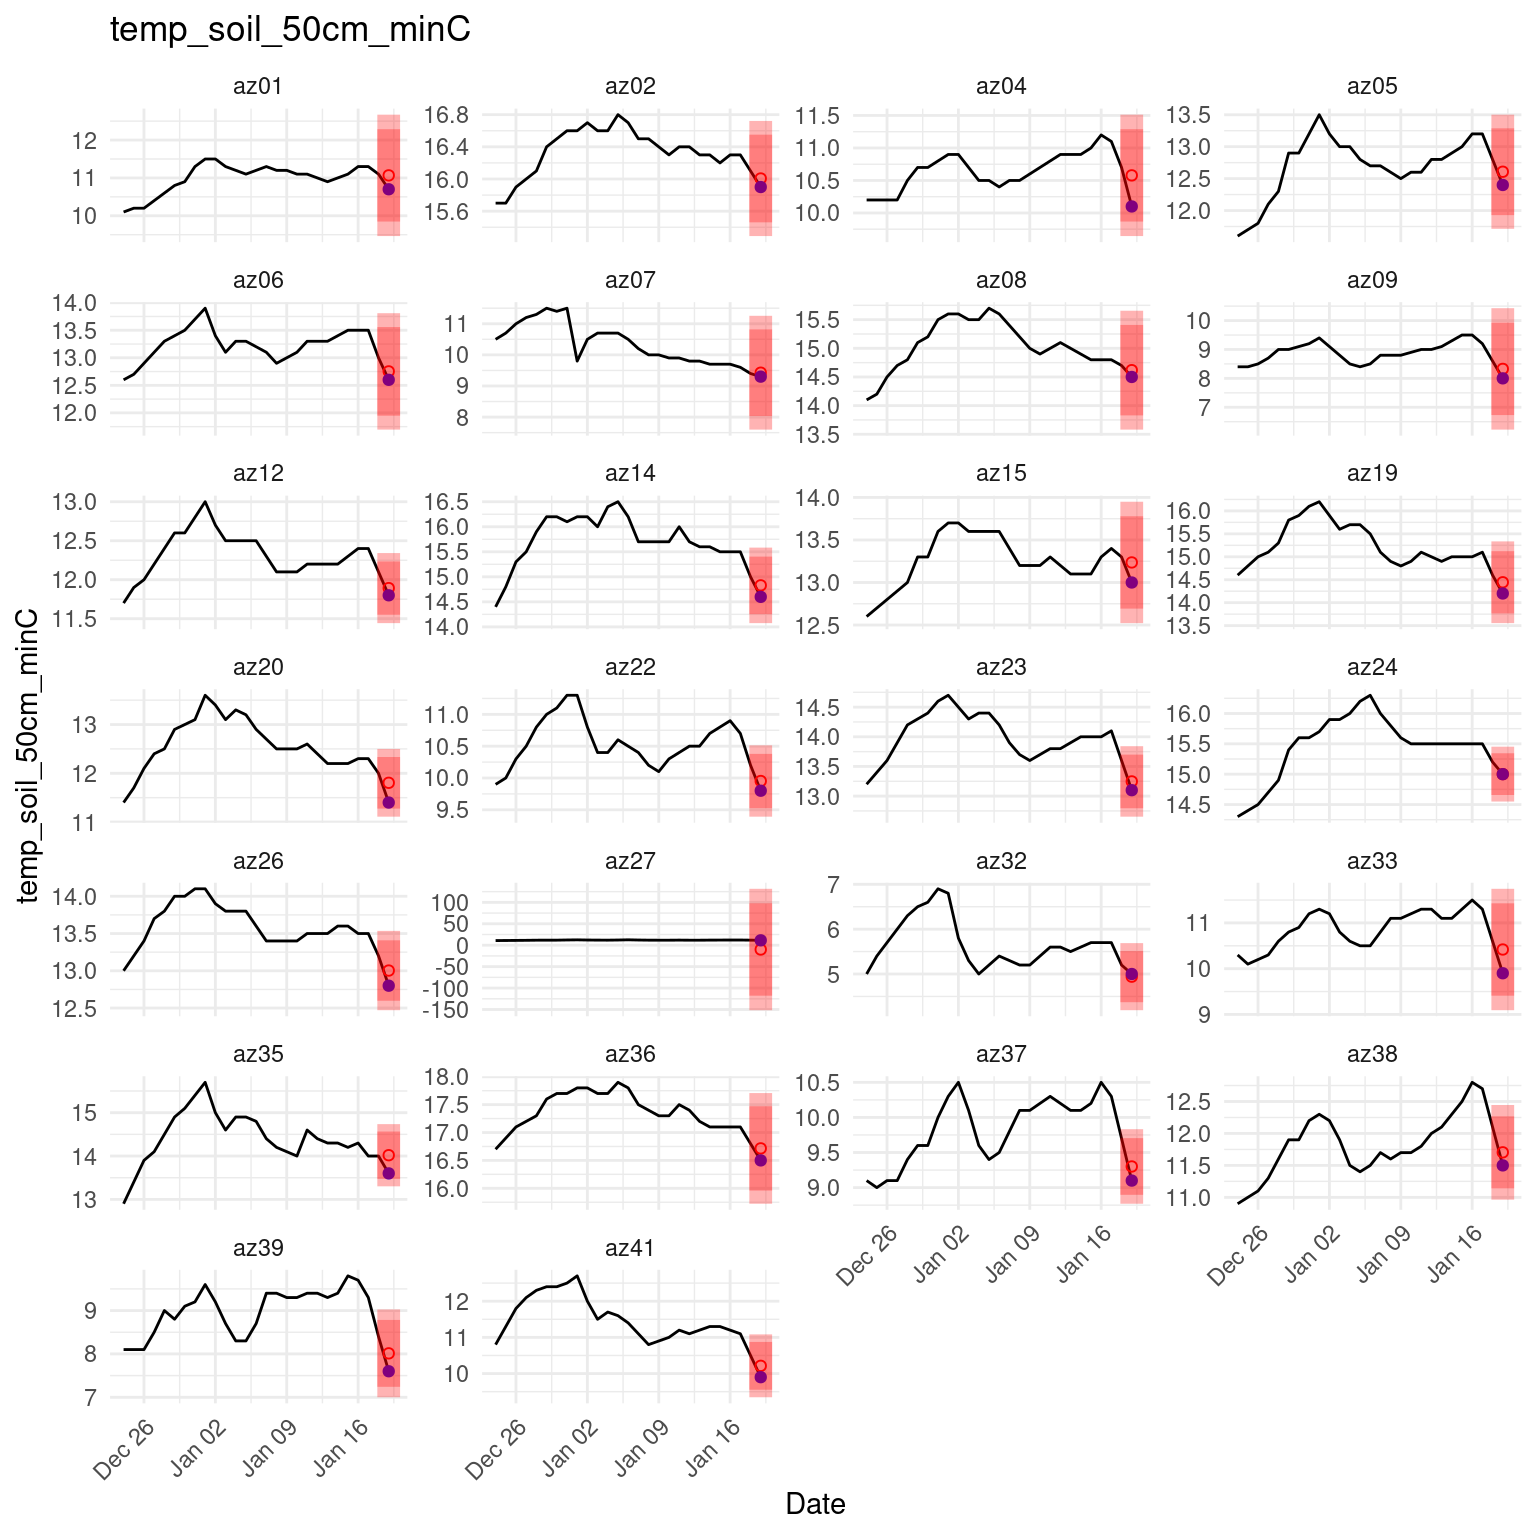 temp_soil_50cm_minC
az01 az02 az04 az05
12 11 10
16.8 16.4 16.0 15.6
11.5 11.0 10.5 10.0
13.5 13.0 12.5 12.0
az06 az07 az08 az09
14.0 13.5 13.0 12.5 12.0
11 10 9 8
15.5 15.0 14.5 14.0 13.5
10 9 8 7
az12 az14 az15 az19
13.0 12.5 12.0 11.5
16.5 16.0 15.5 15.0 14.5 14.0
14.0 13.5 13.0 12.5
16.0 15.5 15.0 14.5 14.0 13.5
az20 az22 az23 az24
13 12 11
11.0 10.5 10.0 9.5
14.5 14.0 13.5 13.0
16.0 15.5 15.0 14.5
az26 az27 az32 az33
14.0 13.5 13.0 12.5
100 50 0 -50 -100 -150
7 6 5
11 10 9
az35 az36 az37 az38
15 14 13
18.0 17.5 17.0 16.5 16.0
10.5 10.0 9.5 9.0
12.5 12.0 11.5 11.0
Dec 26 Jan 02 Jan 09 Jan 16
Dec 26 Jan 02 Jan 09 Jan 16
az39 az41
9 8 7
12 11 10
Dec 26 Jan 02 Jan 09 Jan 16
Dec 26 Jan 02 Jan 09 Jan 16
temp_soil_50cm_minC
Date